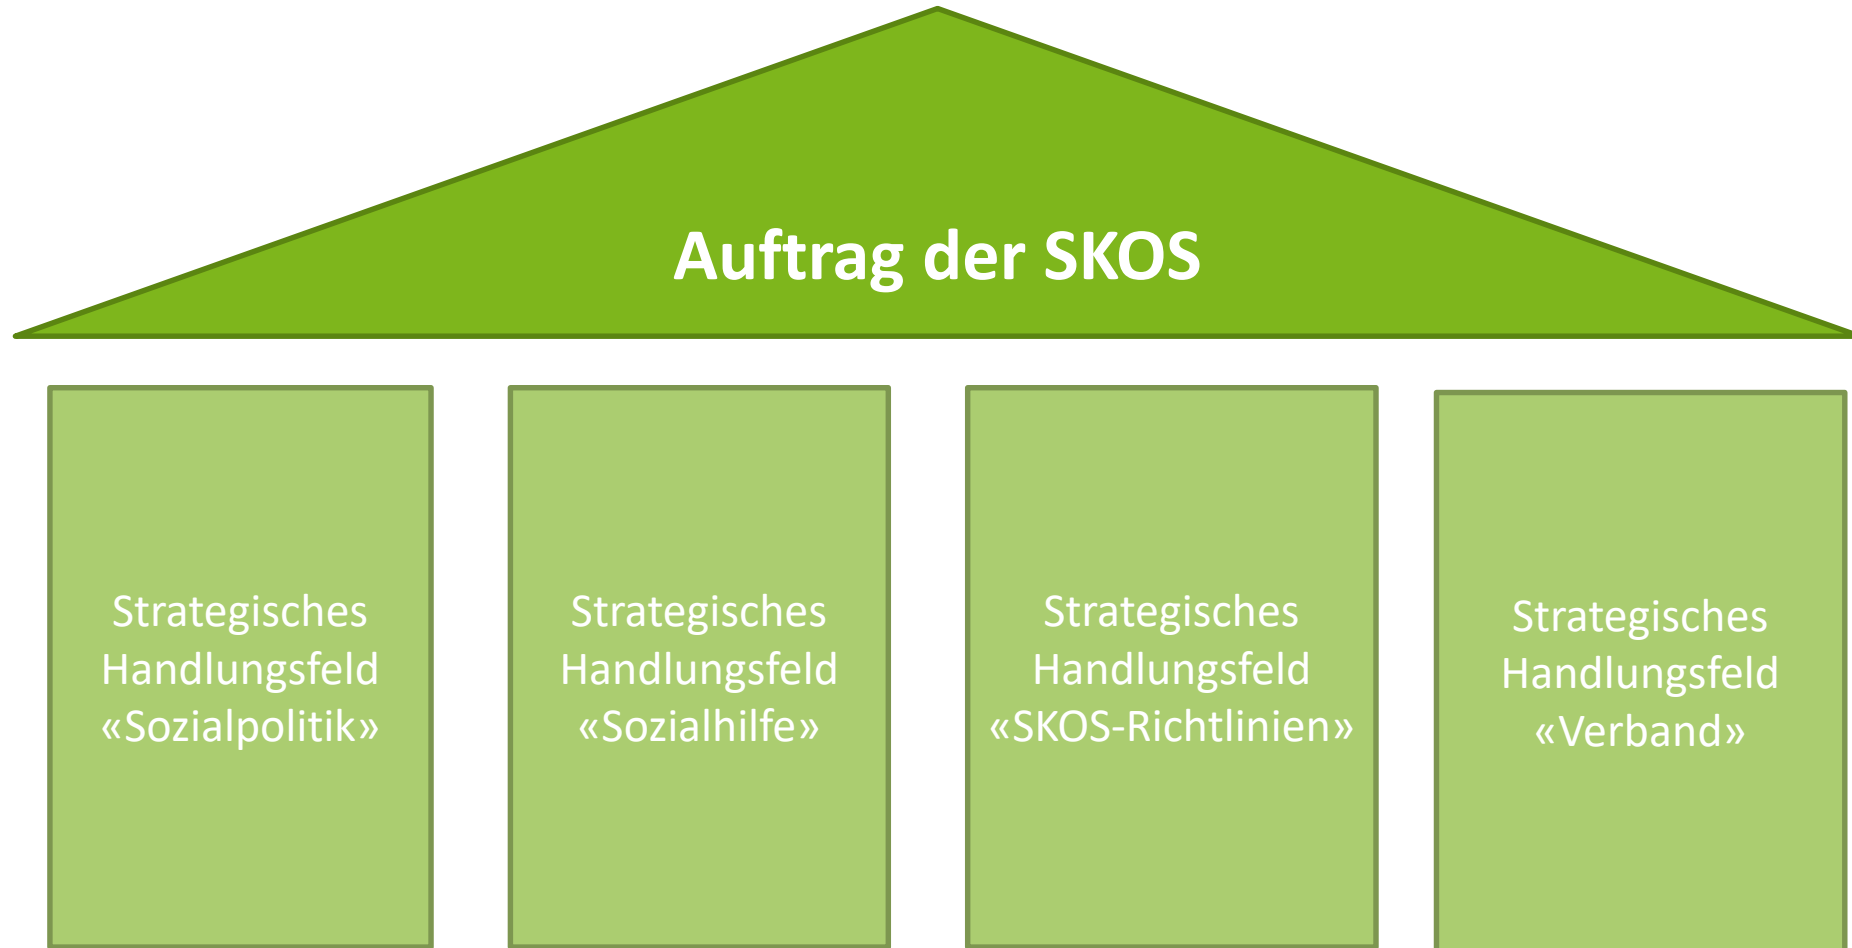 Auftrag der SKOS
Strategisches
Handlungsfeld
«Sozialpolitik»
Strategisches
Handlungsfeld
«Sozialhilfe»
Strategisches
Handlungsfeld
«SKOS-Richtlinien»
Strategisches
Handlungsfeld
«Verband»